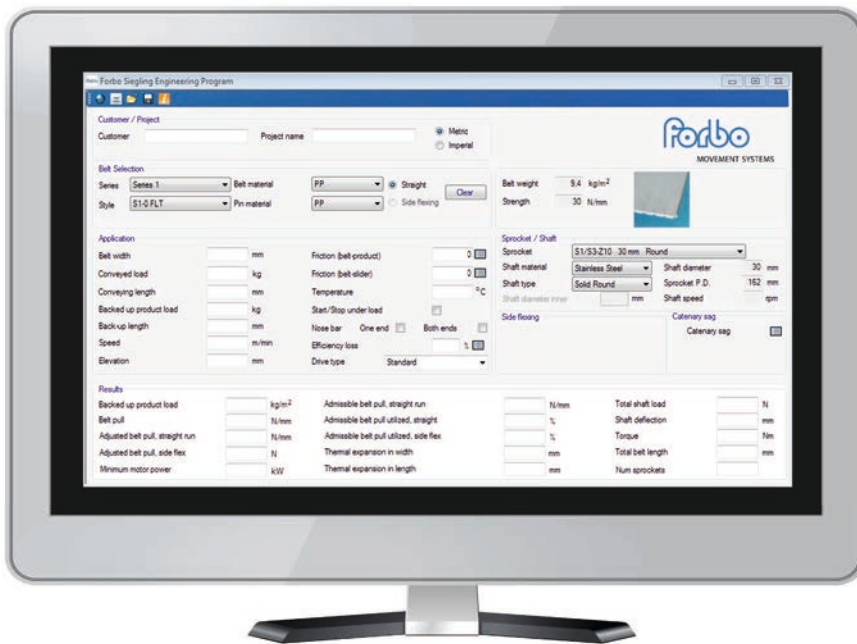 Forbo Siegling Engineering Program
Customer / Project
Customer
Project name
Metric
Imperial
Forbo
MOVEMENT SYSTEMS
Belt Selection
Series Series 1 Belt material PP Straight Clear
Style S1-0 FLT Pin material PP Side flexing
Belt weight 9,4 kg/m2
Strength 30 N/mm
Application
Belt width mm Friction (belt-product) 0
Conveyed load kg Friction (belt-slider) 0
Conveying length mm Temperature °C
Backed up product load kg Start/Stop under load
Back-up length mm Nose bar One end Both ends
Speed m/min Efficiency loss %
Elevation mm Drive type Standard
Sprocket / Shaft
Sprocket S1/S3-Z10 30 mm Round
Shaft material Stainless Steel Shaft diameter 30 mm
Shaft type Solid Round Sprocket P.D. 162 mm
Shaft diameter inner mm Shaft speed rpm
Side flexing
Catenary sag
Catenary sag
Results
Backed up product load kg/m2 Admissible belt pull, straight run N/mm Total shaft load N
Belt pull N/mm Admissible belt pull utilized, straight % Shaft deflection mm
Adjusted belt pull, straight run N/mm Admissible belt pull utilized, side flex % Torque Nm
Adjusted belt pull, side flex N Thermal expansion in width mm Total belt length mm
Minimum motor power kW Thermal expansion in length mm Num sprockets